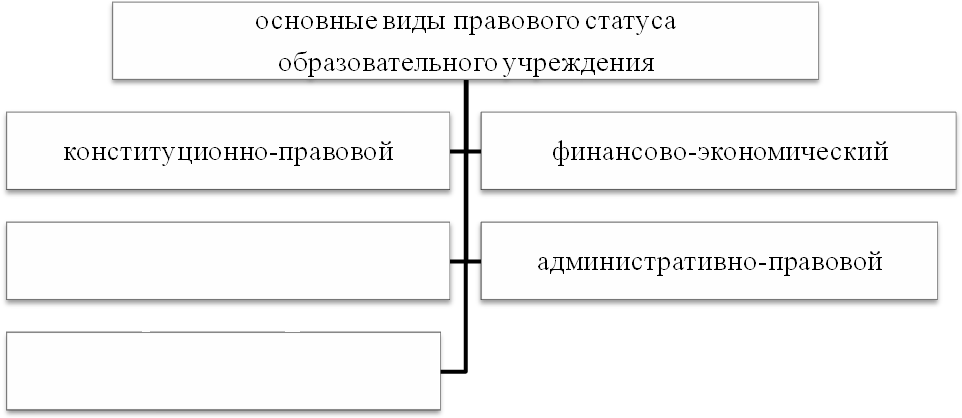 основные виды правового статуса
образовательного учреждения
конституционно-правовой
финансово-экономический
административно-правовой